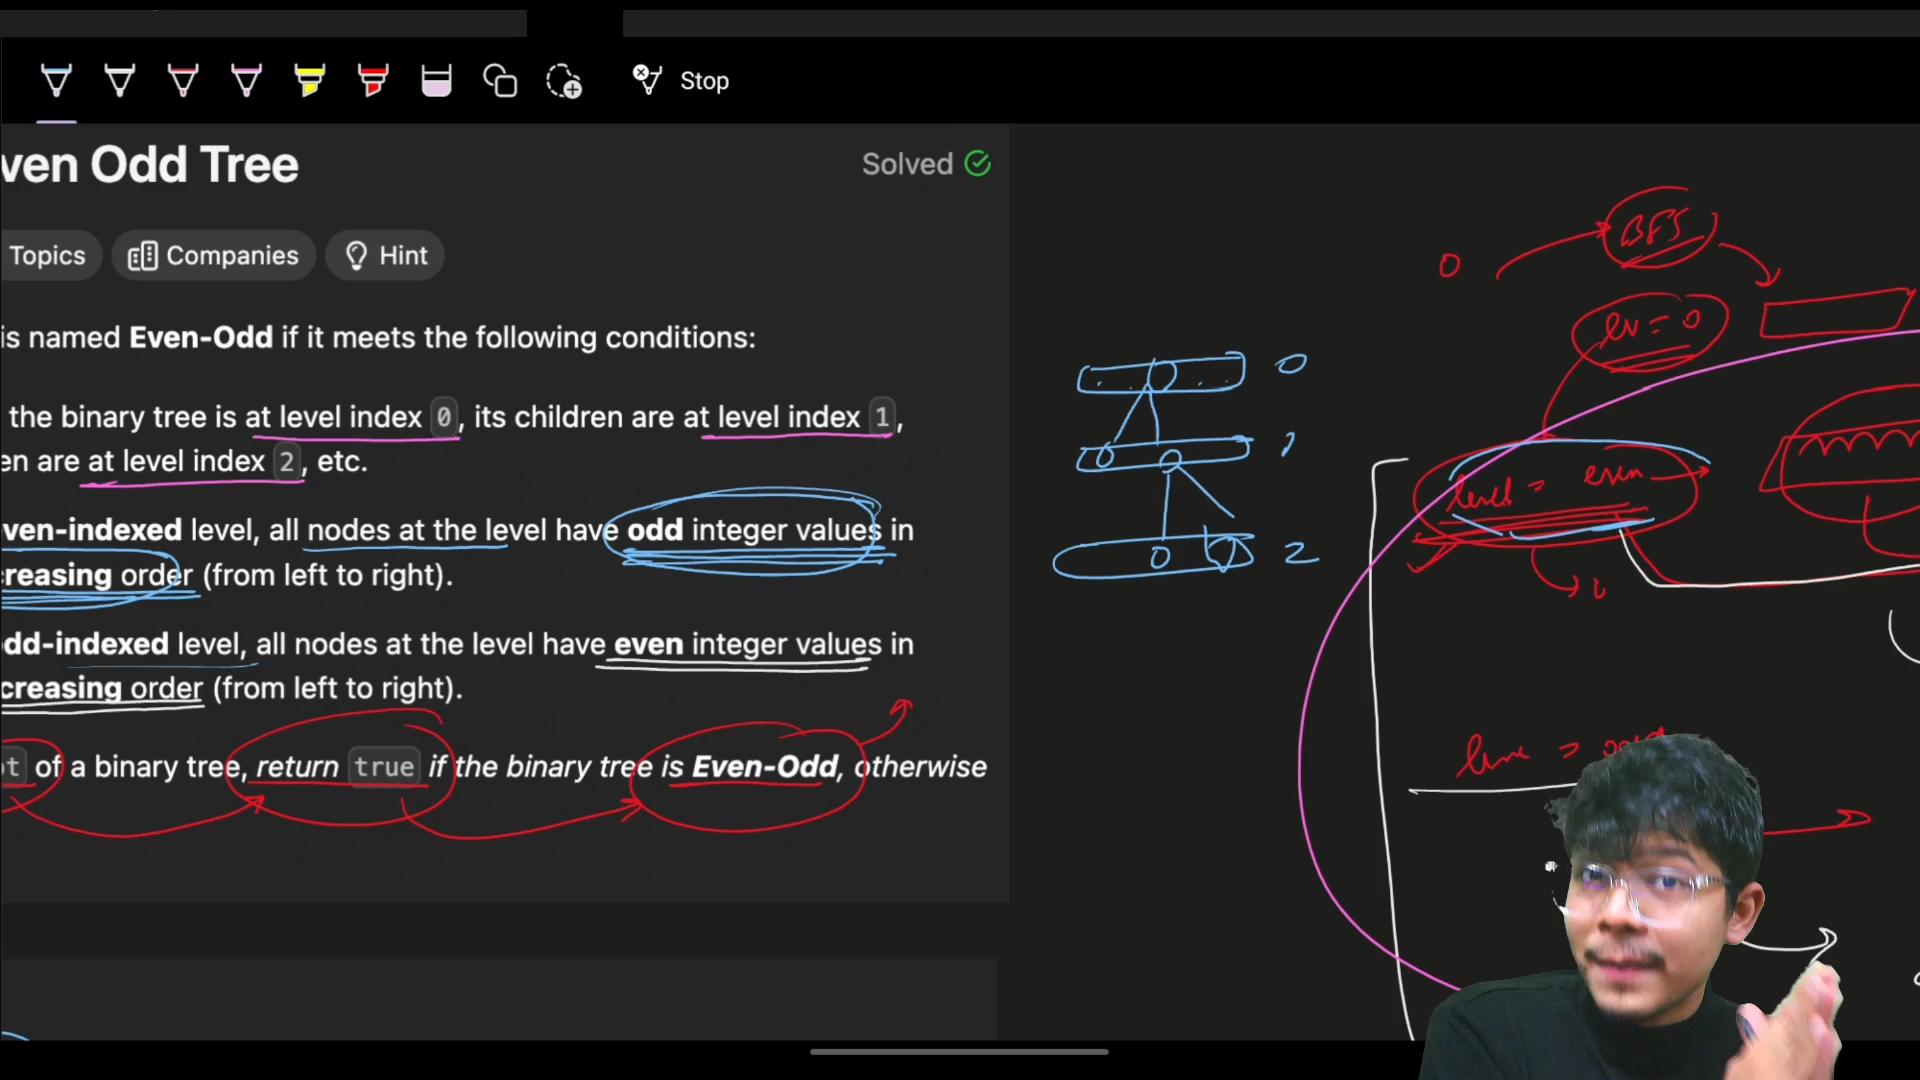 Stop
ven Odd Tree
Solved
Topics
Companies
Hint
is named Even-Odd if it meets the following conditions:
the binary tree is at level index 0, its children are at level index 1,
en are at level index 2, etc.
ven-indexed level, all nodes at the level have odd integer values in
creasing order (from left to right).
dd-indexed level, all nodes at the level have even integer values in
creasing order (from left to right).
t of a binary tree, return true if the binary tree is Even-Odd, otherwise
0
1
2
0
BFS
lv = 0
level = even